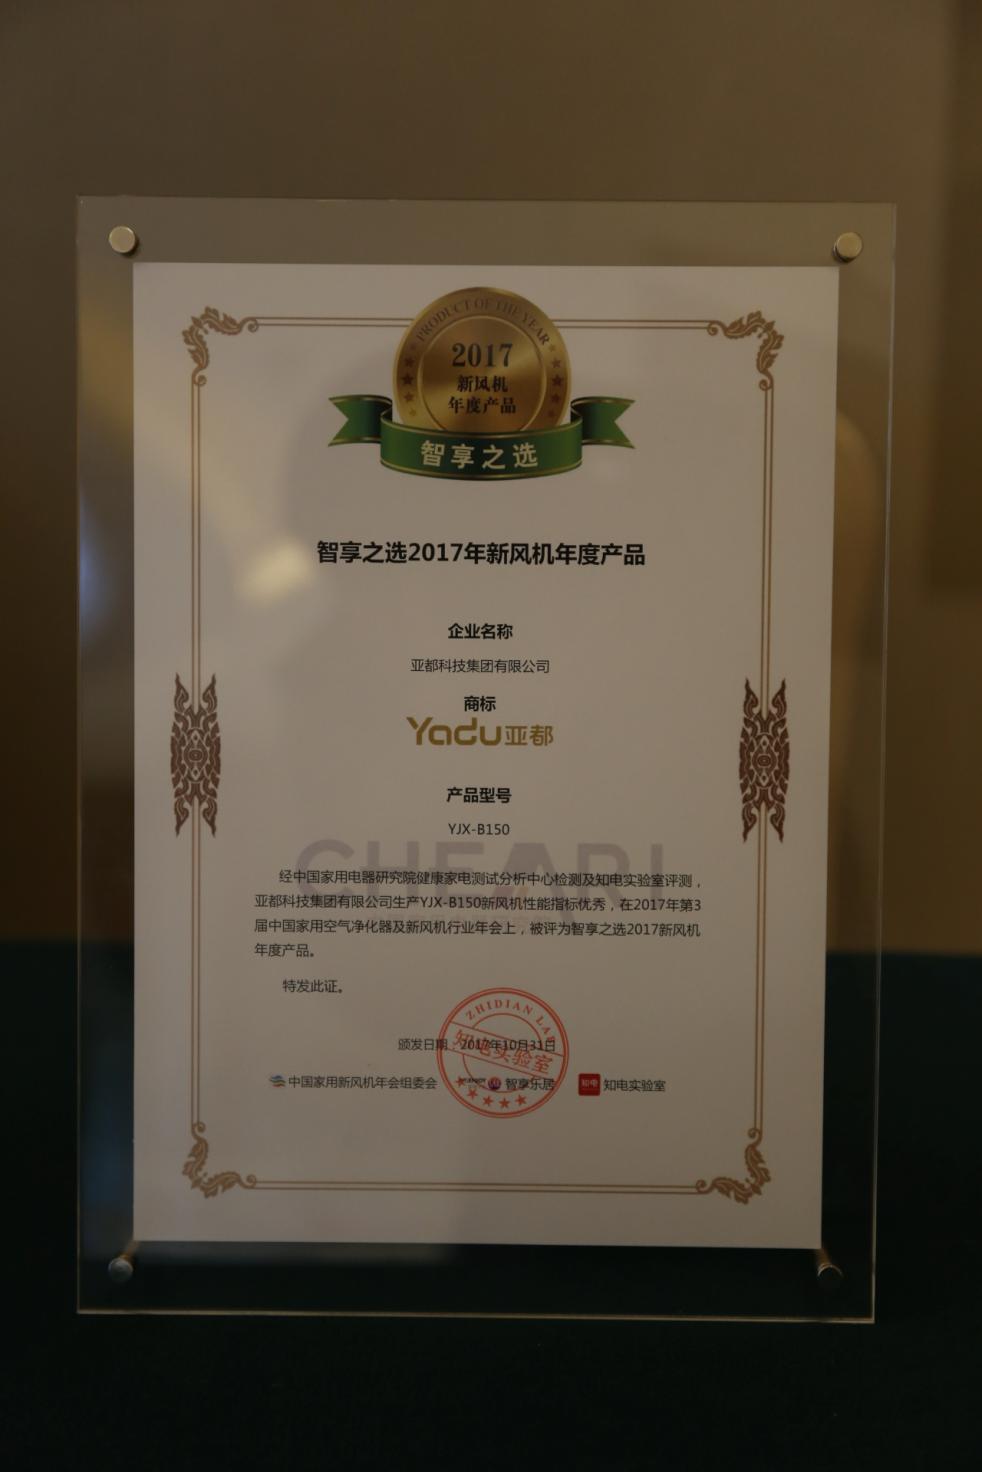 PRODUCT OF THE YEAR
2017
新风机
年度产品
智享之选
智享之选2017年新风机年度产品
企业名称
亚都科技集团有限公司
商标
Yadu亚都
产品型号
YJX-B150
CHEARI
经中国家用电器研究院健康家电测试分析中心检测及知电实验室评测，
亚都科技集团有限公司生产YJX-B150新风机性能指标优秀，在2017年第3
届中国家用空气净化器及新风机行业年会上，被评为智享之选2017新风机
年度产品。
特发此证。
ZHIDIAN LAB
知电实验室
颁发日期：2017年10月31日
中国家用新风机年会组委会 智享乐居 知电 知电实验室